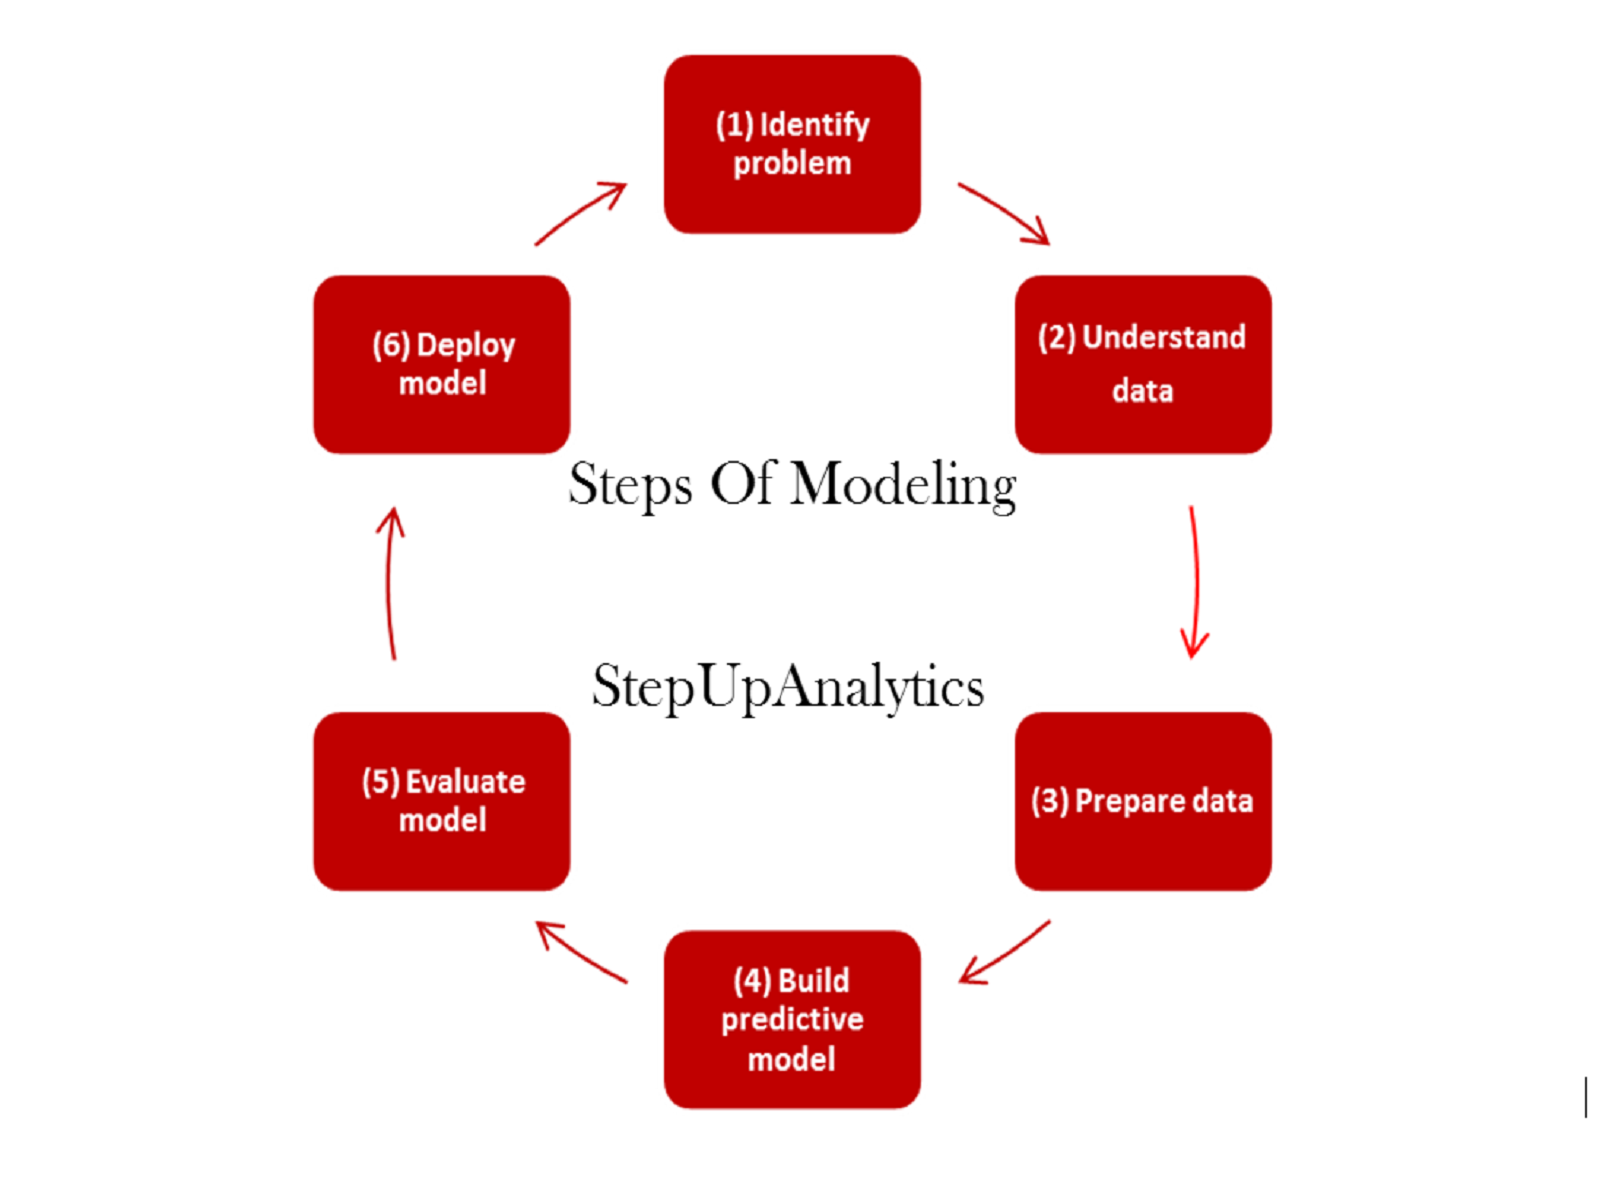 (1) Identify
problem
(2) Understand
data
(3) Prepare data
(4) Build
predictive
model
(5) Evaluate
model
(6) Deploy
model
Steps Of Modeling
StepUpAnalytics